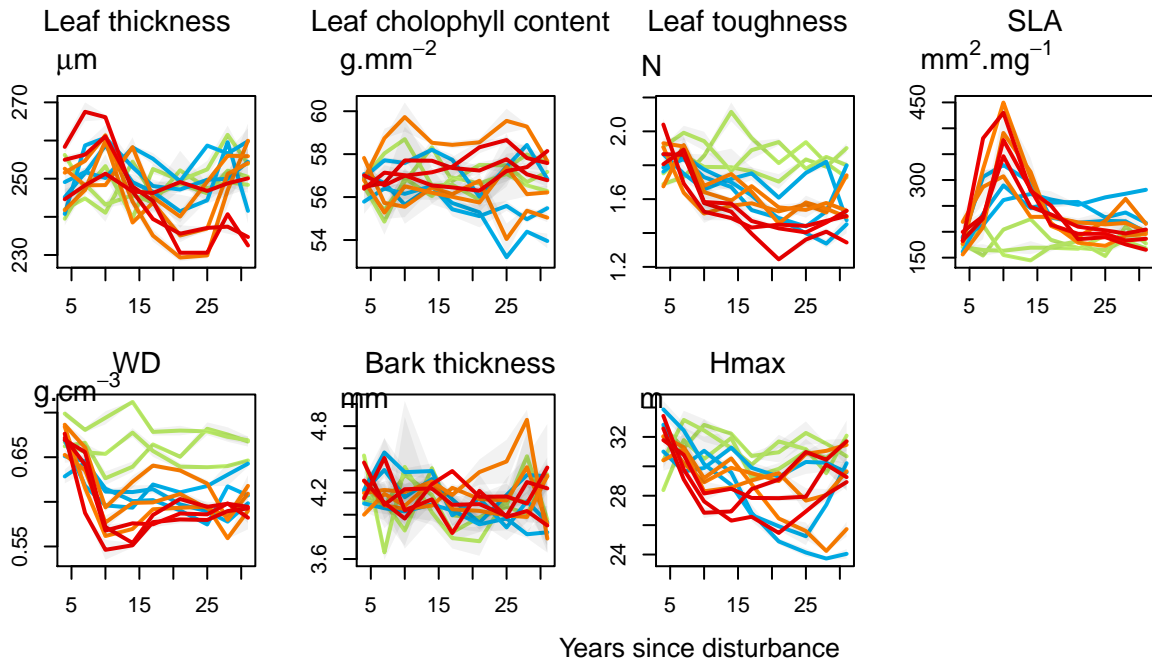 Leaf thickness
μm
270
250
230
5 15 25
Leaf cholophyll content
g.mm−2
60
58
56
54
5 15 25
Leaf toughness
N
2.0
1.6
1.2
5 15 25
SLA
mm2.mg−1
450
300
150
5 15 25
WD
g.cm−3
0.65
0.55
5 15 25
Bark thickness
mm
4.8
4.2
3.6
5 15 25
Hmax
m
32
28
24
5 15 25
Years since disturbance